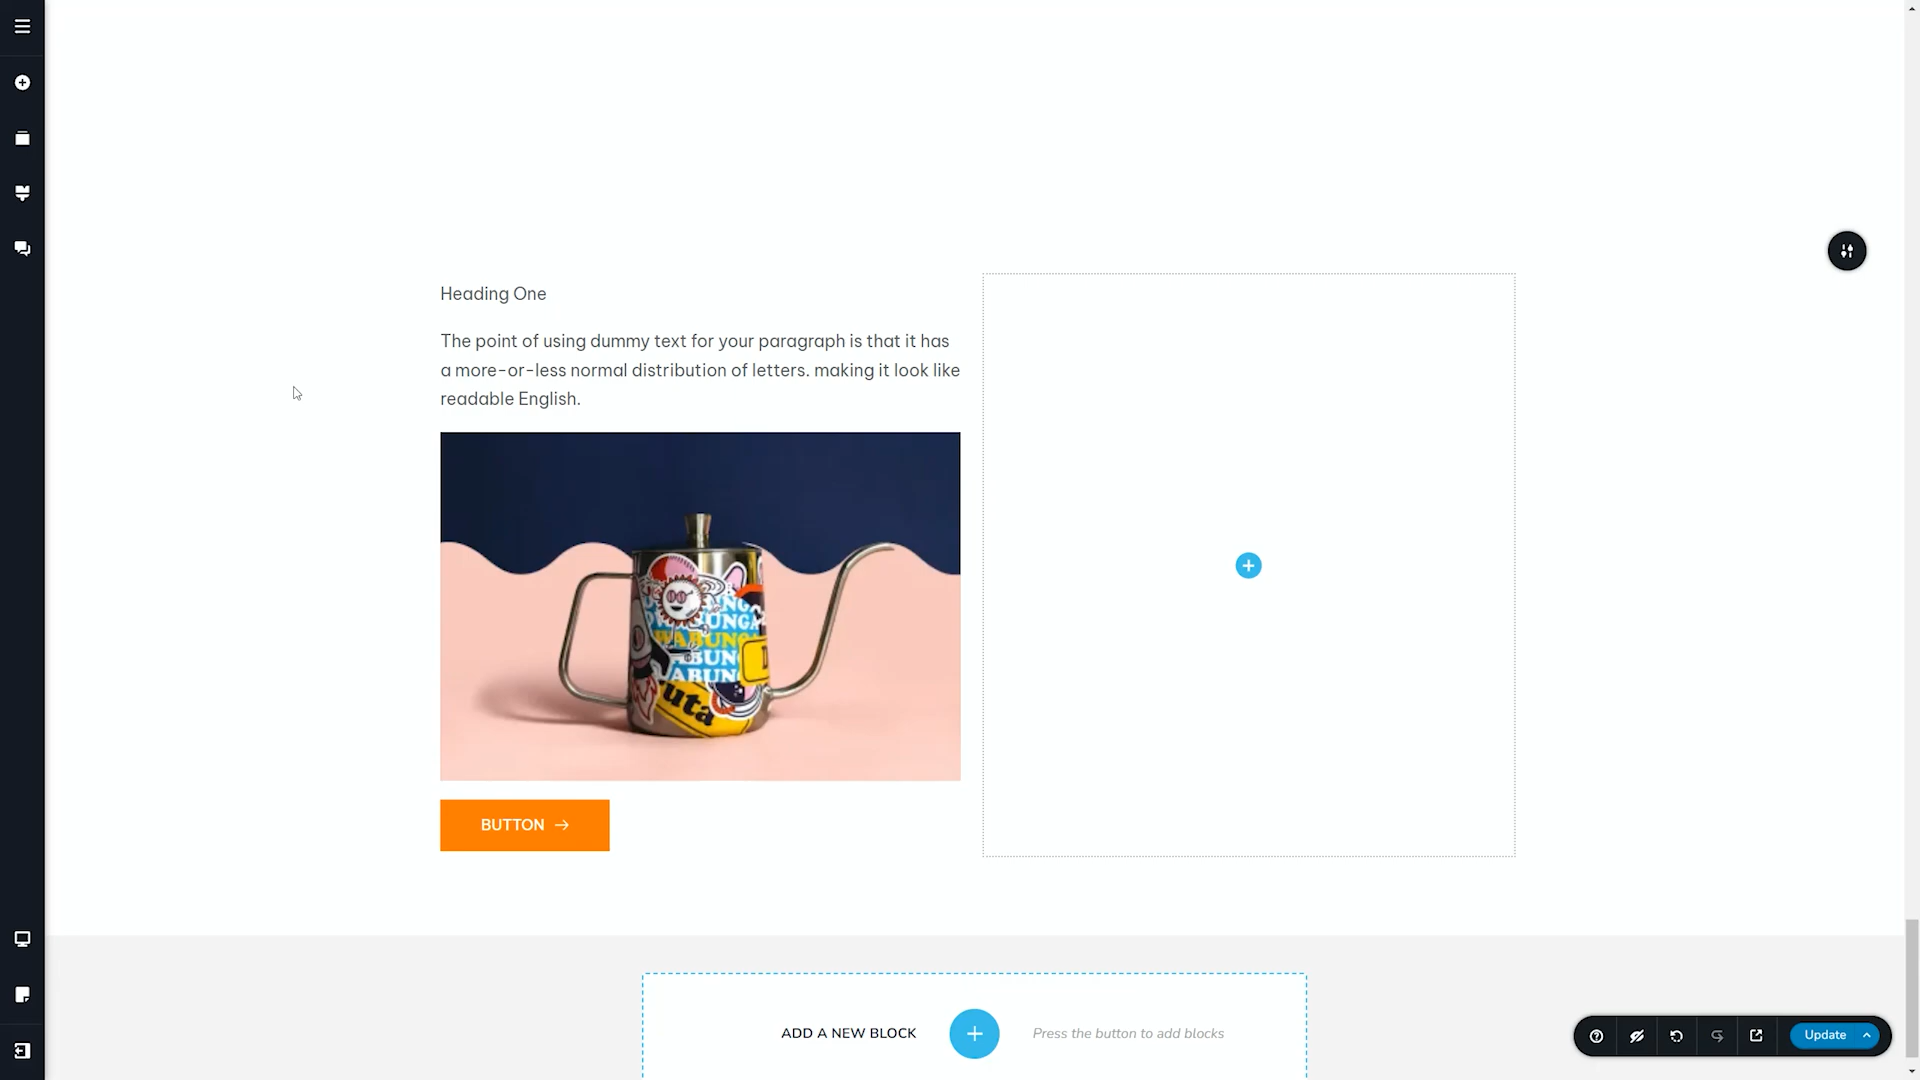 Heading One
The point of using dummy text for your paragraph is that it has
a more-or-less normal distribution of letters. making it look like
readable English.
WABUNGA
uta
BUTTON
ADD A NEW BLOCK
Press the button to add blocks
Update